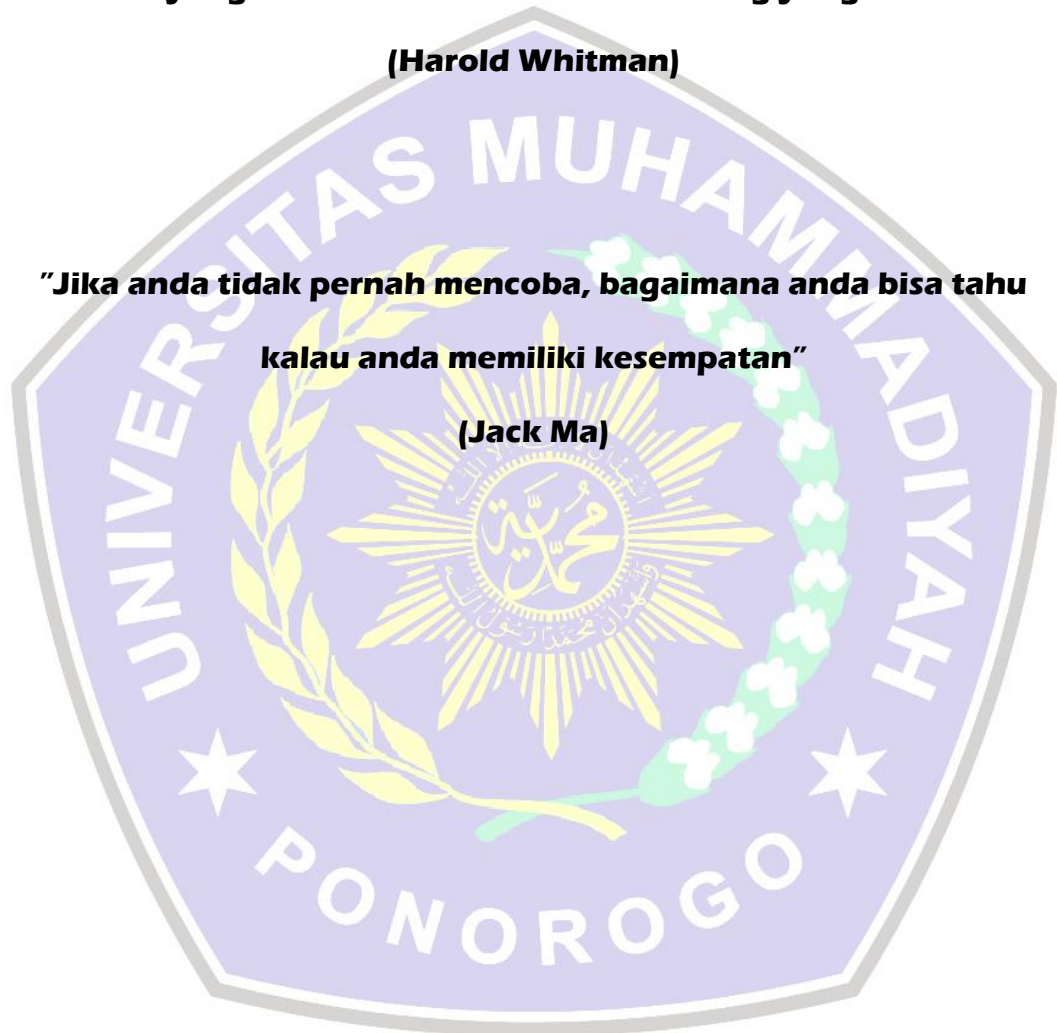 (Harold Whitman)
"Jika anda tidak pernah mencoba, bagaimana anda bisa tahu
kalau anda memiliki kesempatan"
(Jack Ma)
UNIVERSITAS MUHAMMADIYAH
PONOROGO
محمدية